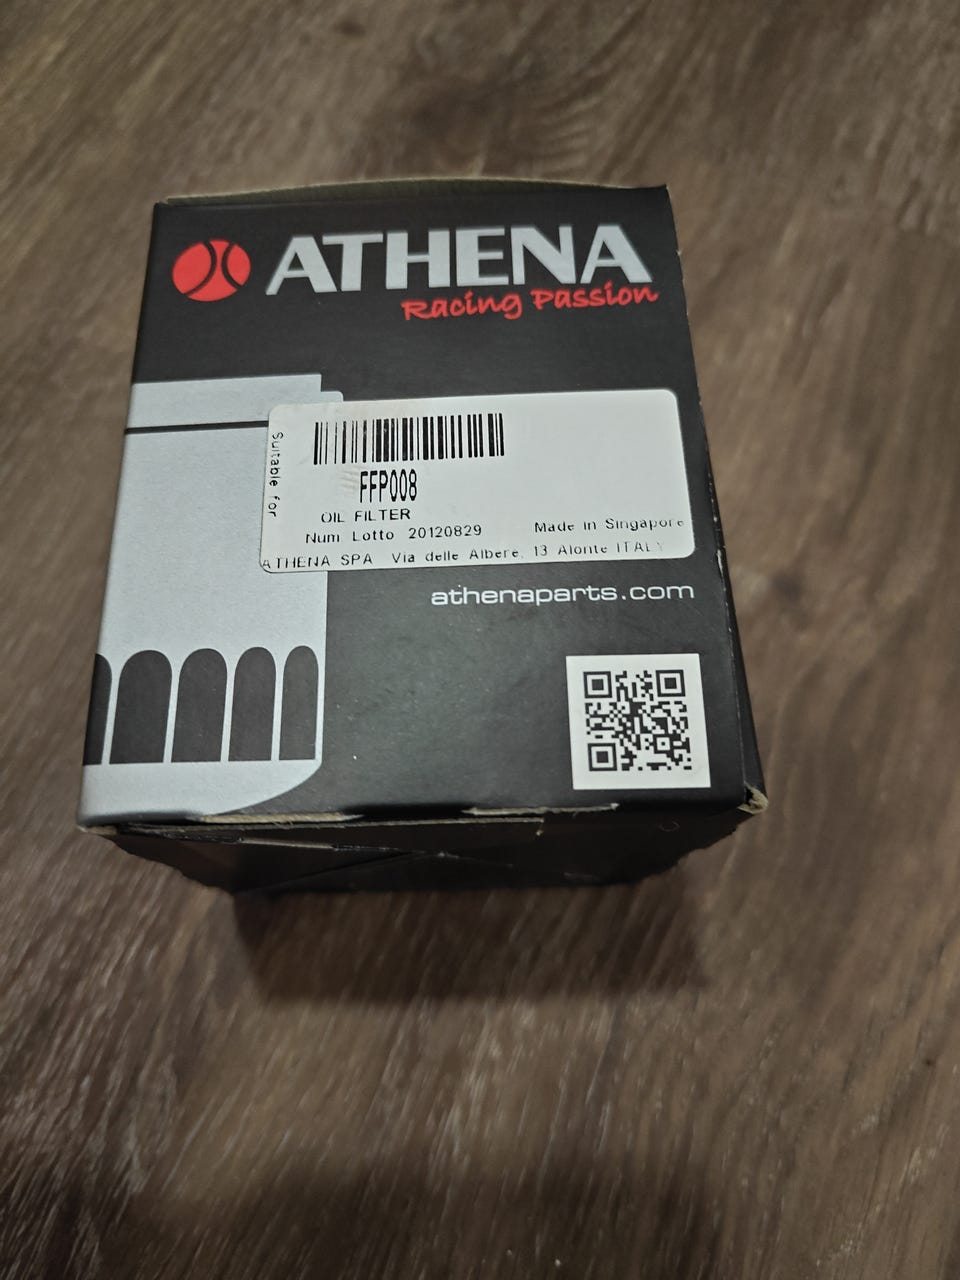 ATHENA
Racing Passion
Suitable for
FFP008
OIL FILTER
Num Lotto 20120829 Made in Singapore
ATHENA SPA Via delle Albere, 13 Alonte ITALY
athenaparts.com